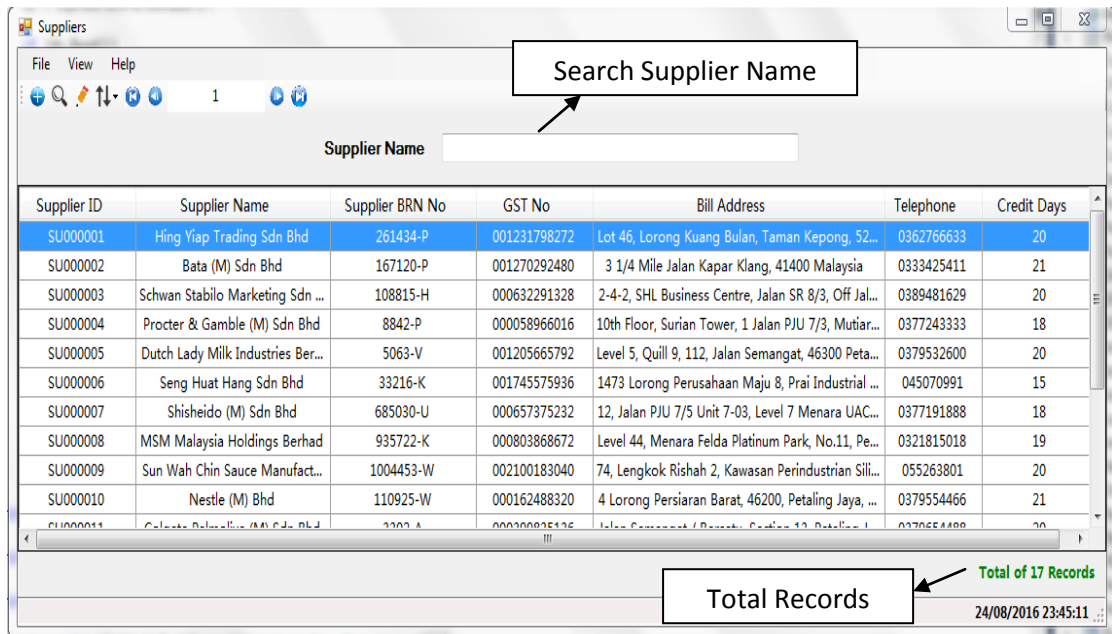 Suppliers
File View Help
Search Supplier Name
1
Supplier Name
Supplier ID Supplier Name Supplier BRN No GST No Bill Address Telephone Credit Days
SU000001 Hing Yiap Trading Sdn Bhd 261434-P 001231798272 Lot 46, Lorong Kuang Bulan, Taman Kepong, 52... 0362766633 20
SU000002 Bata (M) Sdn Bhd 167120-P 001270292480 3 1/4 Mile Jalan Kapar Klang, 41400 Malaysia 0333425411 21
SU000003 Schwan Stabilo Marketing Sdn ... 108815-H 000632291328 2-4-2, SHL Business Centre, Jalan SR 8/3, Off Jal... 0389481629 20
SU000004 Procter & Gamble (M) Sdn Bhd 8842-P 000058966016 10th Floor, Surian Tower, 1 Jalan PJU 7/3, Mutiar... 0377243333 18
SU000005 Dutch Lady Milk Industries Ber... 5063-V 001205665792 Level 5, Quill 9, 112, Jalan Semangat, 46300 Peta... 0379532600 20
SU000006 Seng Huat Hang Sdn Bhd 33216-K 001745575936 1473 Lorong Perusahaan Maju 8, Prai Industrial ... 045070991 15
SU000007 Shisheido (M) Sdn Bhd 685030-U 000657375232 12, Jalan PJU 7/5 Unit 7-03, Level 7 Menara UAC... 0377191888 18
SU000008 MSM Malaysia Holdings Berhad 935722-K 000803868672 Level 44, Menara Felda Platinum Park, No.11, Pe... 0321815018 19
SU000009 Sun Wah Chin Sauce Manufact... 1004453-W 002100183040 74, Lengkok Rishah 2, Kawasan Perindustrian Sili... 055263801 20
SU000010 Nestle (M) Bhd 110925-W 000162488320 4 Lorong Persiaran Barat, 46200, Petaling Jaya, ... 0379554466 21
SU000011 Colgate Palmolive (M) Sdn Bhd
Total of 17 Records
Total Records
24/08/2016 23:45:11